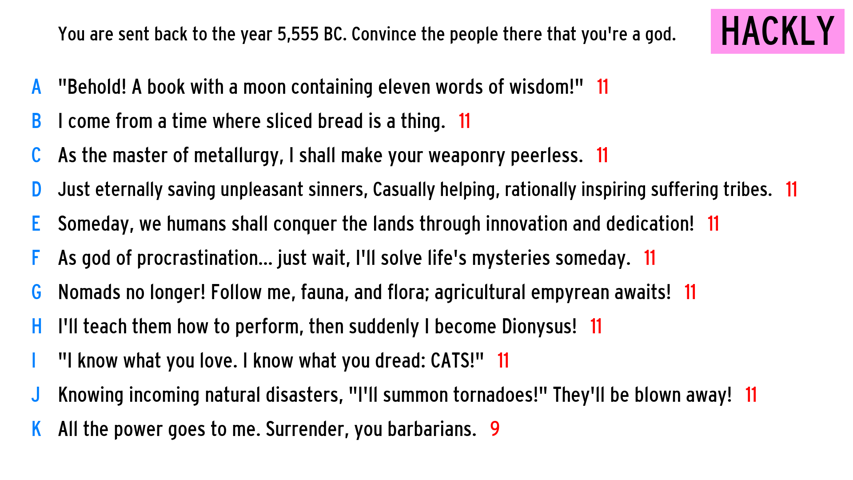 You are sent back to the year 5,555 BC. Convince the people there that you're a god.
HACKLY
A "Behold! A book with a moon containing eleven words of wisdom!" 11
B I come from a time where sliced bread is a thing. 11
C As the master of metallurgy, I shall make your weaponry peerless. 11
D Just eternally saving unpleasant sinners, Casually helping, rationally inspiring suffering tribes. 11
E Someday, we humans shall conquer the lands through innovation and dedication! 11
F As god of procrastination... just wait, I'll solve life's mysteries someday. 11
G Nomads no longer! Follow me, fauna, and flora; agricultural empyrean awaits! 11
H I'll teach them how to perform, then suddenly I become Dionysus! 11
I "I know what you love. I know what you dread: CATS!" 11
J Knowing incoming natural disasters, "I'll summon tornadoes!" They'll be blown away! 11
K All the power goes to me. Surrender, you barbarians. 9